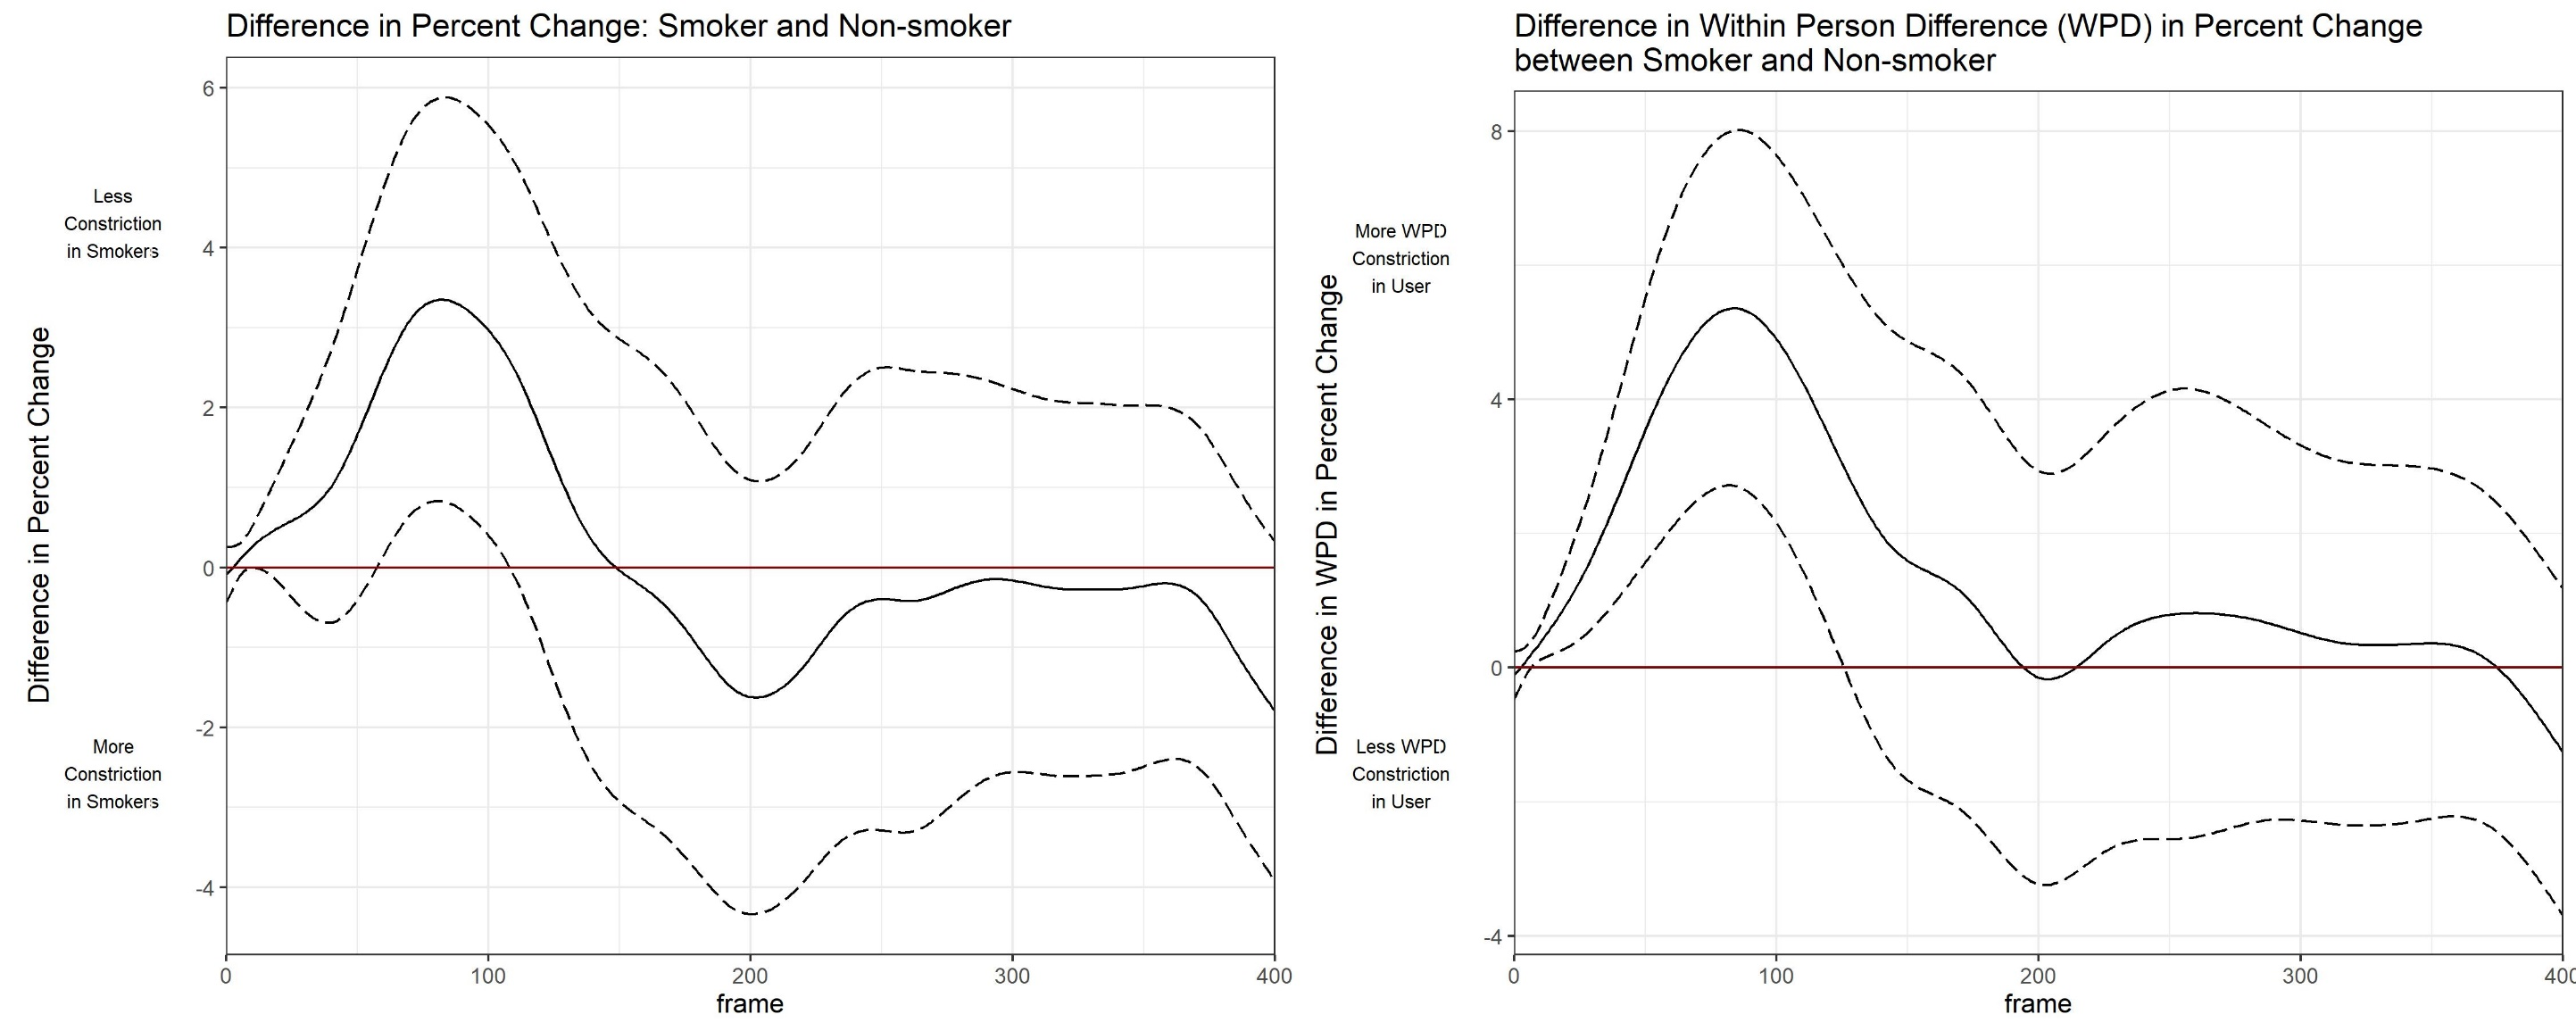 Difference in Percent Change: Smoker and Non-smoker
6
4
2
0
-2
-4
Less
Constriction
in Smokers
Difference in Percent Change
More
Constriction
in Smokers
0 100 200 300 400
frame
Difference in Within Person Difference (WPD) in Percent Change
between Smoker and Non-smoker
8
4
0
-4
More WPD
Constriction
in User
Difference in WPD in Percent Change
Less WPD
Constriction
in User
0 100 200 300 400
frame